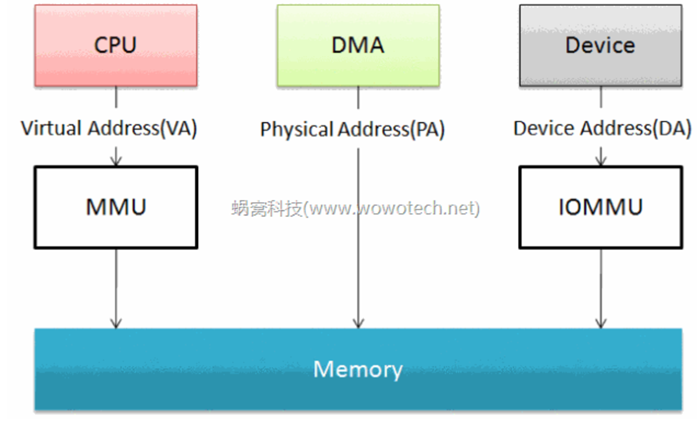 CPU
DMA
Device
Virtual Address(VA)
Physical Address(PA)
Device Address(DA)
MMU
蜗窝科技(www.wowotech.net)
IOMMU
Memory